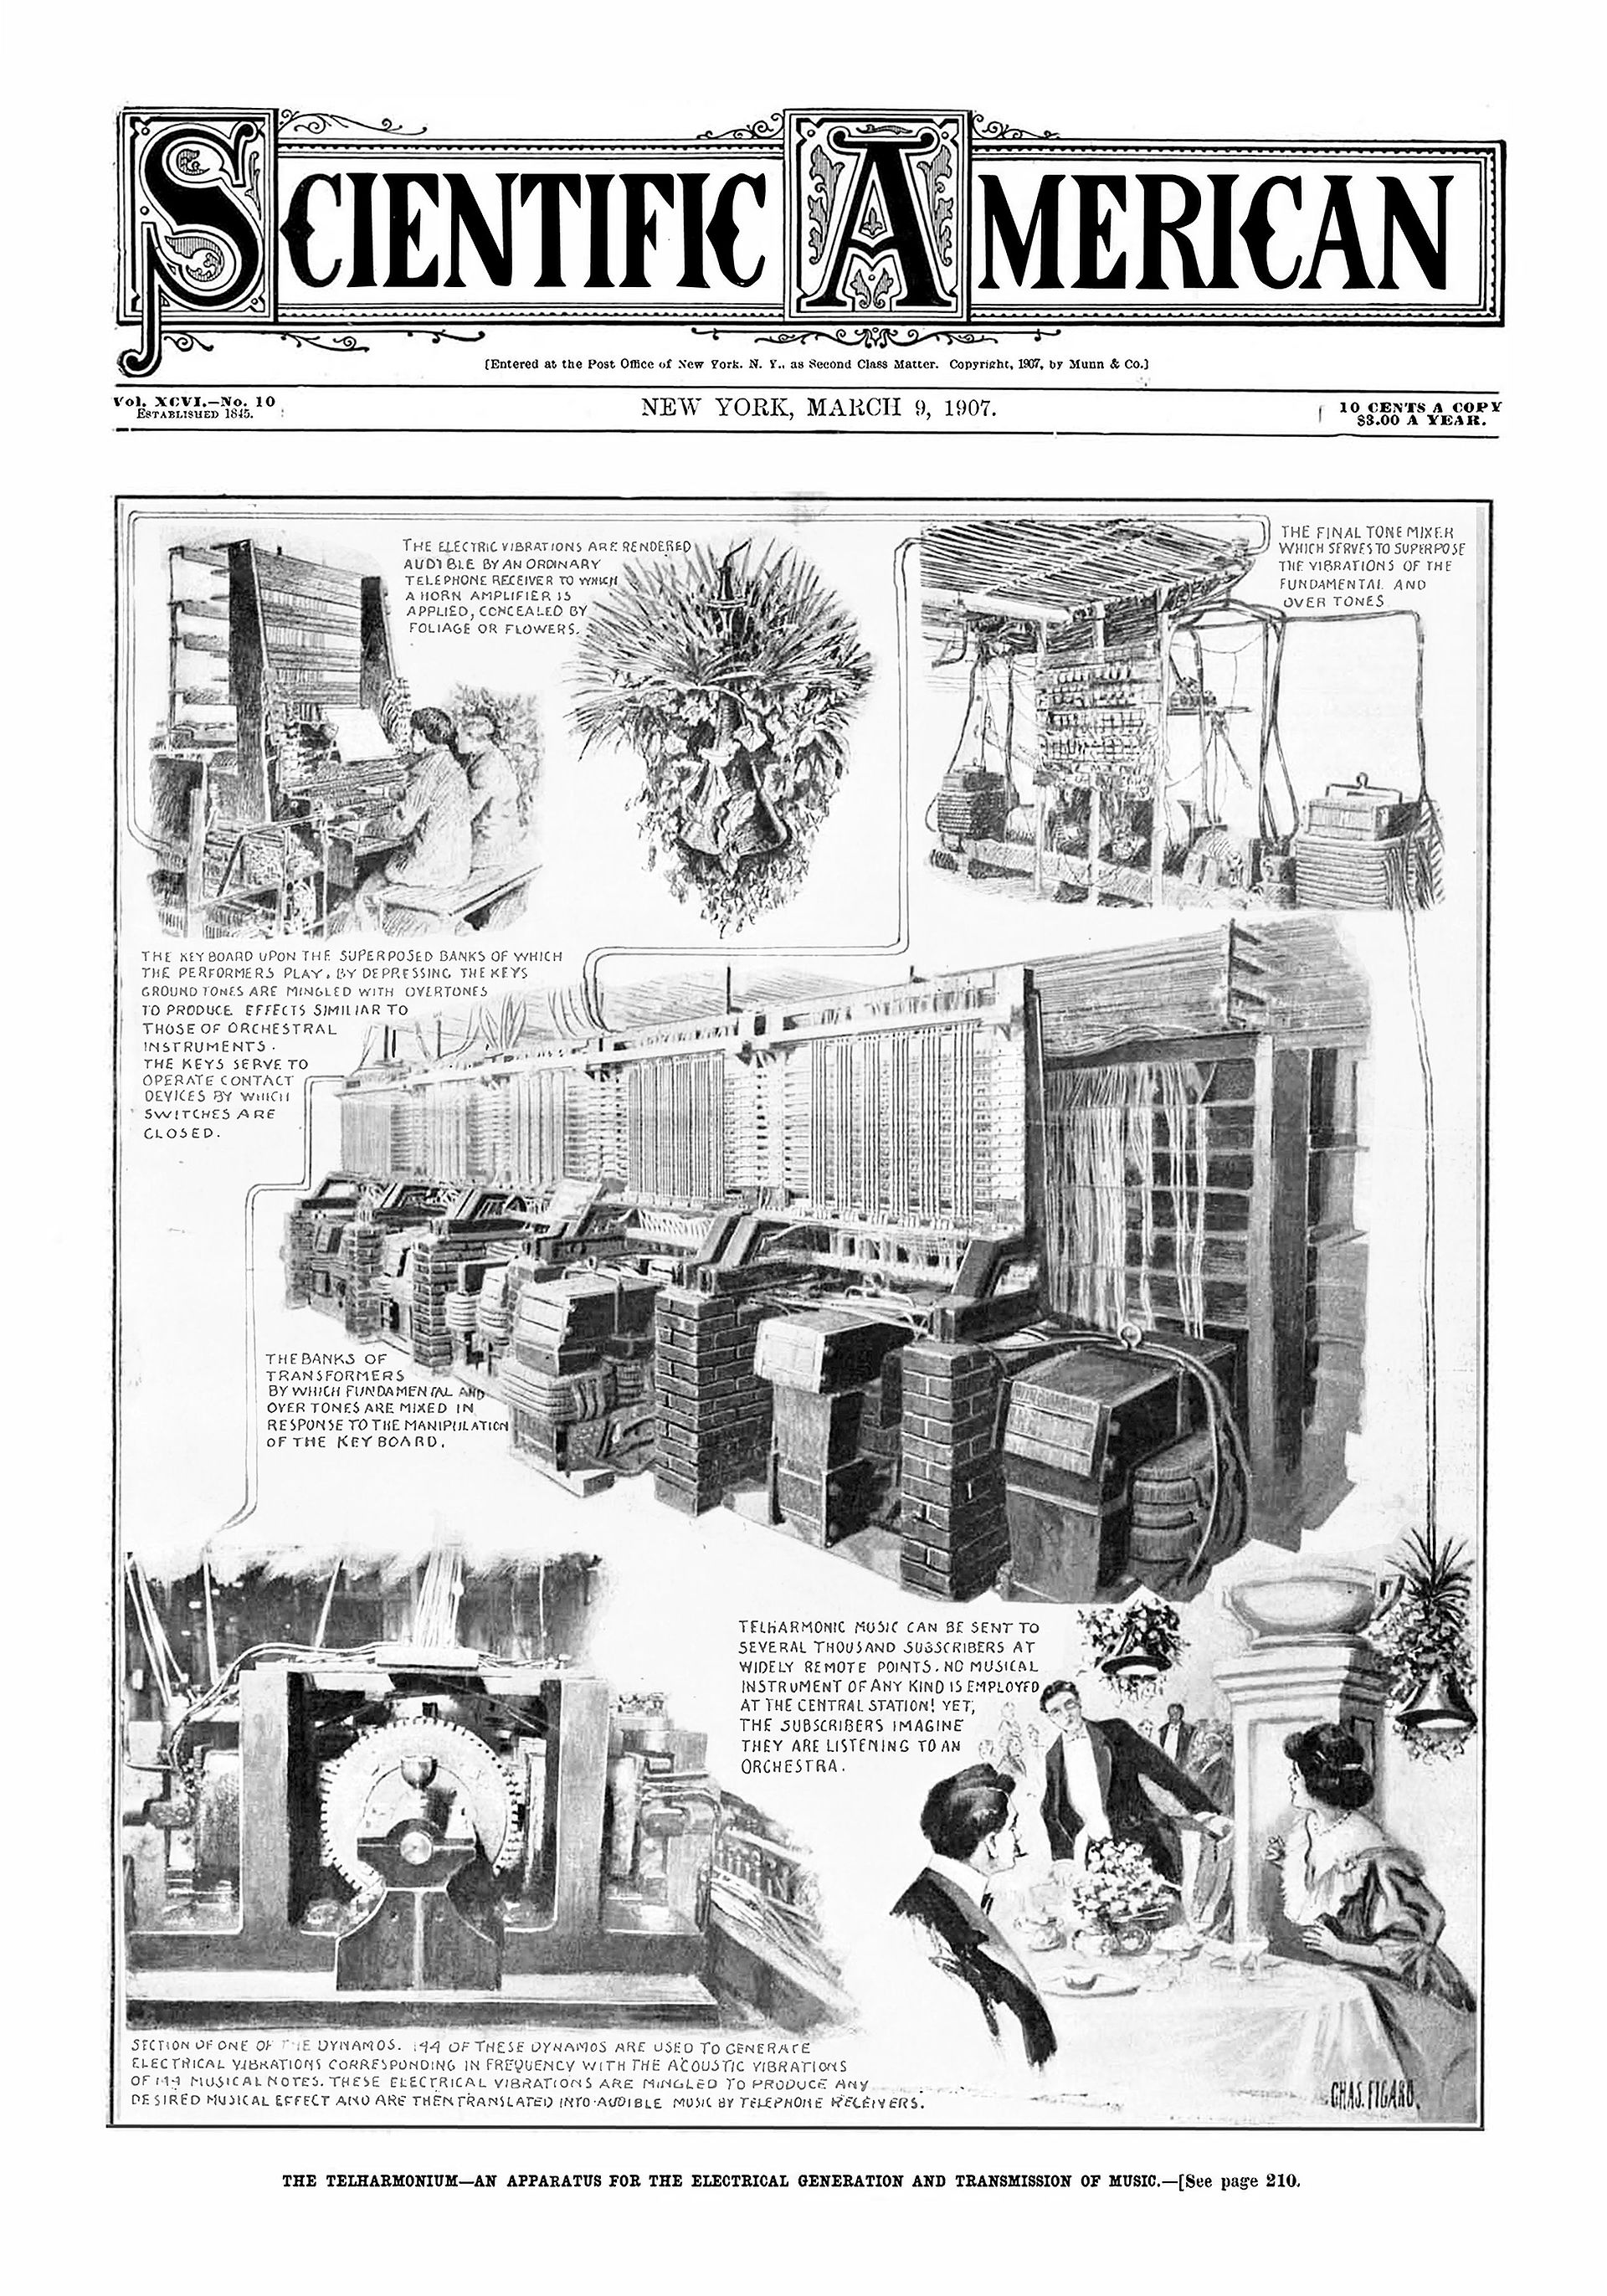 SCIENTIFIC AMERICAN
[Entered at the Post Office of New York, N. Y., as Second Class Matter. Copyright, 1907, by Munn & Co.]
Vol. XCVI.—No. 10
ESTABLISHED 1845.
NEW YORK, MARCH 9, 1907.
10 CENTS A COPY
$3.00 A YEAR.
THE ELECTRIC VIBRATIONS ARE RENDERED
AUDIBLE BY AN ORDINARY
TELEPHONE RECEIVER TO WHICH
A HORN AMPLIFIER IS
APPLIED, CONCEALED BY
FOLIAGE OR FLOWERS.
THE FINAL TONE MIXER
WHICH SERVES TO SUPERPOSE
THE VIBRATIONS OF THE
FUNDAMENTAL AND
OVER TONES
THE KEYBOARD UPON THE SUPERPOSED BANKS OF WHICH
THE PERFORMERS PLAY. BY DEPRESSING THE KEYS
GROUND TONES ARE MINGLED WITH OVERTONES
TO PRODUCE EFFECTS SIMILIAR TO
THOSE OF ORCHESTRAL
INSTRUMENTS.
THE KEYS SERVE TO
OPERATE CONTACT
DEVICES BY WHICH
SWITCHES ARE
CLOSED.
THE BANKS OF
TRANSFORMERS
BY WHICH FUNDAMENTAL AND
OVER TONES ARE MIXED IN
RESPONSE TO THE MANIPULATION
OF THE KEYBOARD.
TELHARMONIC MUSIC CAN BE SENT TO
SEVERAL THOUSAND SUBSCRIBERS AT
WIDELY REMOTE POINTS. NO MUSICAL
INSTRUMENT OF ANY KIND IS EMPLOYED
AT THE CENTRAL STATION! YET,
THE SUBSCRIBERS IMAGINE
THEY ARE LISTENING TO AN
ORCHESTRA.
SECTION OF ONE OF THE DYNAMOS. 144 OF THESE DYNAMOS ARE USED TO GENERATE
ELECTRICAL VIBRATIONS CORRESPONDING IN FREQUENCY WITH THE ACOUSTIC VIBRATIONS
OF 144 MUSICAL NOTES. THESE ELECTRICAL VIBRATIONS ARE MINGLED TO PRODUCE ANY
DESIRED MUSICAL EFFECT AND ARE THEN TRANSLATED INTO AUDIBLE MUSIC BY TELEPHONE RECEIVERS.
CHAS. FIGARO.
THE TELHARMONIUM—AN APPARATUS FOR THE ELECTRICAL GENERATION AND TRANSMISSION OF MUSIC.—[See page 210.